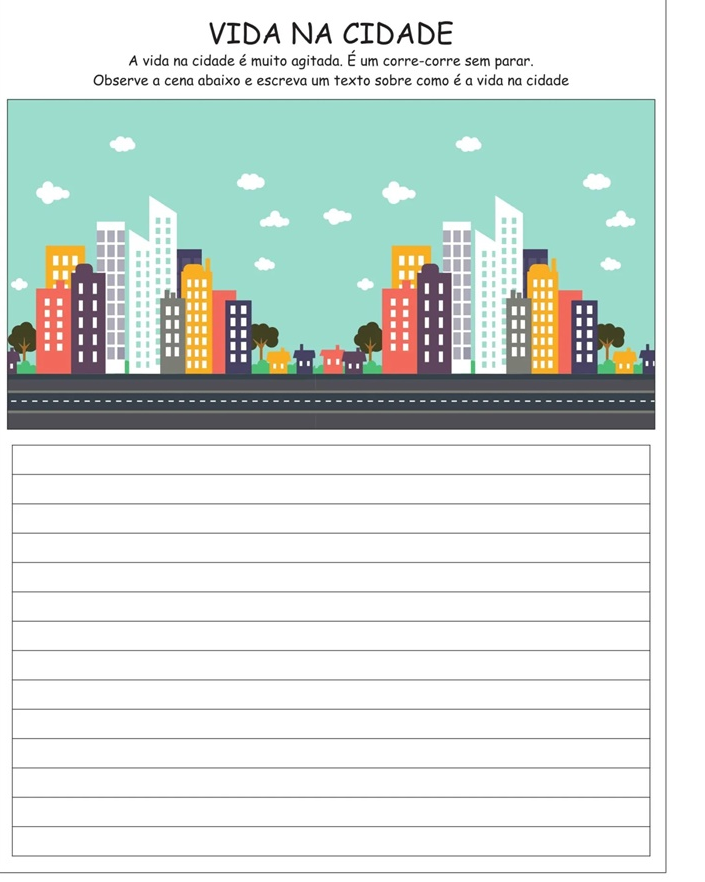 VIDA NA CIDADE
A vida na cidade é muito agitada. É um corre-corre sem parar.
Observe a cena abaixo e escreva um texto sobre como é a vida na cidade